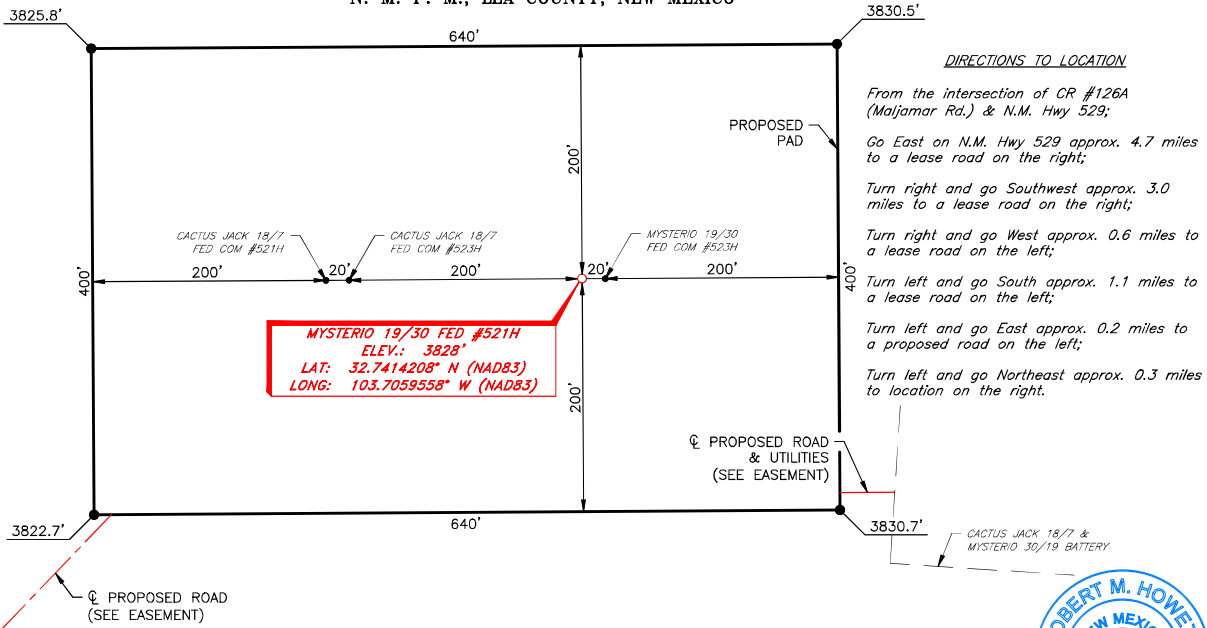 N. M. P. M., LEA COUNTY, NEW MEXICO
3825.8'
3830.5'
640'
DIRECTIONS TO LOCATION
From the intersection of CR #126A
(Maljamar Rd.) & N.M. Hwy 529;
Go East on N.M. Hwy 529 approx. 4.7 miles
to a lease road on the right;
Turn right and go Southwest approx. 3.0
miles to a lease road on the right;
Turn right and go West approx. 0.6 miles to
a lease road on the left;
Turn left and go South approx. 1.1 miles to
a lease road on the left;
Turn left and go East approx. 0.2 miles to
a proposed road on the left;
Turn left and go Northeast approx. 0.3 miles
to location on the right.
PROPOSED
PAD
200'
CACTUS JACK 18/7
FED COM #521H
CACTUS JACK 18/7
FED COM #523H
MYSTERIO 19/30
FED COM #523H
200'
20'
200'
20'
200'
400'
400'
MYSTERIO 19/30 FED #521H
ELEV.: 3828'
LAT: 32.7414208° N (NAD83)
LONG: 103.7059558° W (NAD83)
200'
℄ PROPOSED ROAD
& UTILITIES
(SEE EASEMENT)
3822.7'
640'
3830.7'
CACTUS JACK 18/7 &
MYSTERIO 30/19 BATTERY
℄ PROPOSED ROAD
(SEE EASEMENT)